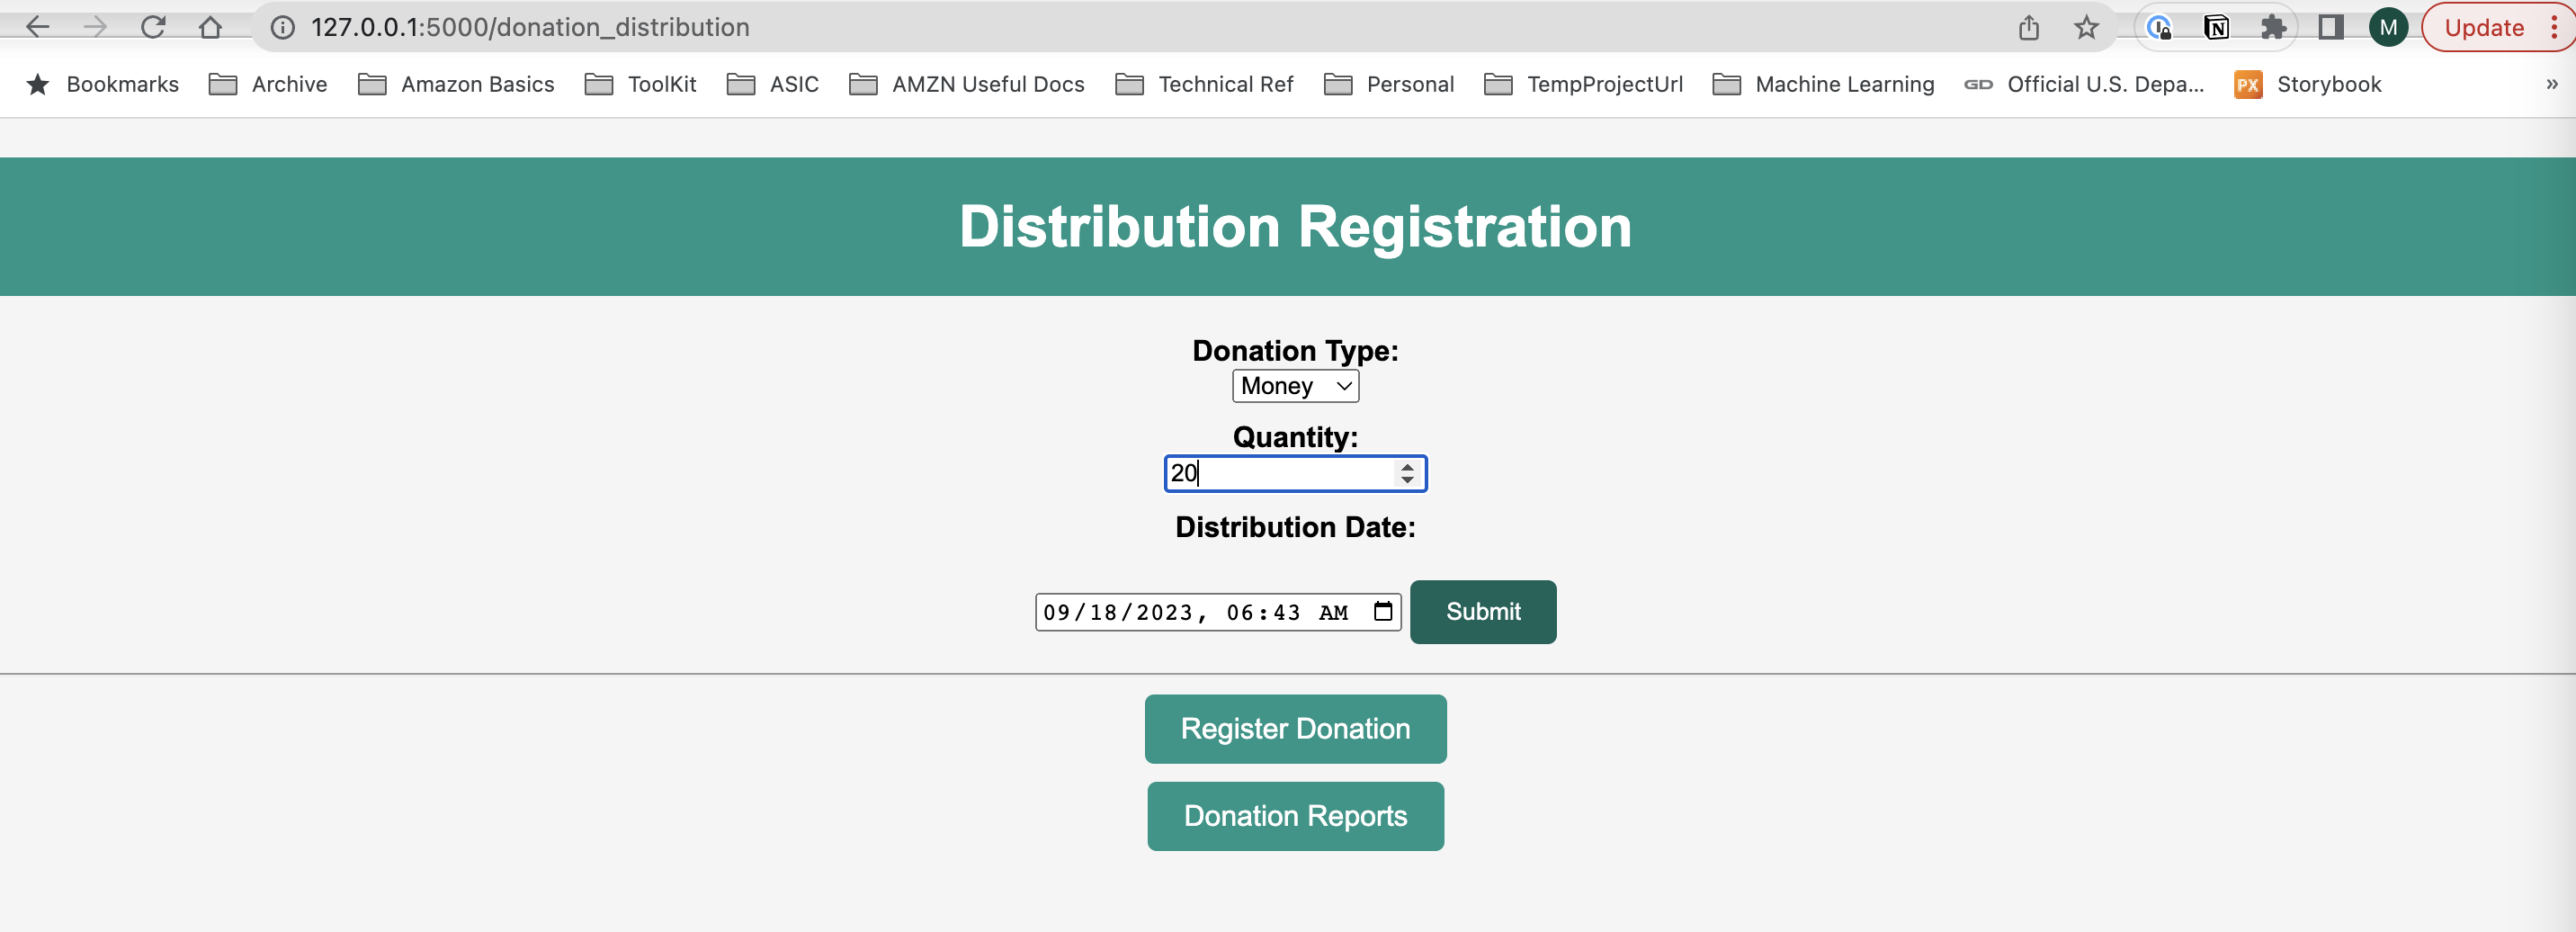 127.0.0.1:5000/donation_distribution
M
Update
Bookmarks Archive Amazon Basics ToolKit ASIC AMZN Useful Docs Technical Ref Personal TempProjectUrl Machine Learning GD Official U.S. Depa... PX Storybook »
Distribution Registration
Donation Type:
Money
Quantity:
20
Distribution Date:
09/18/2023, 06:43 AM Submit
Register Donation
Donation Reports